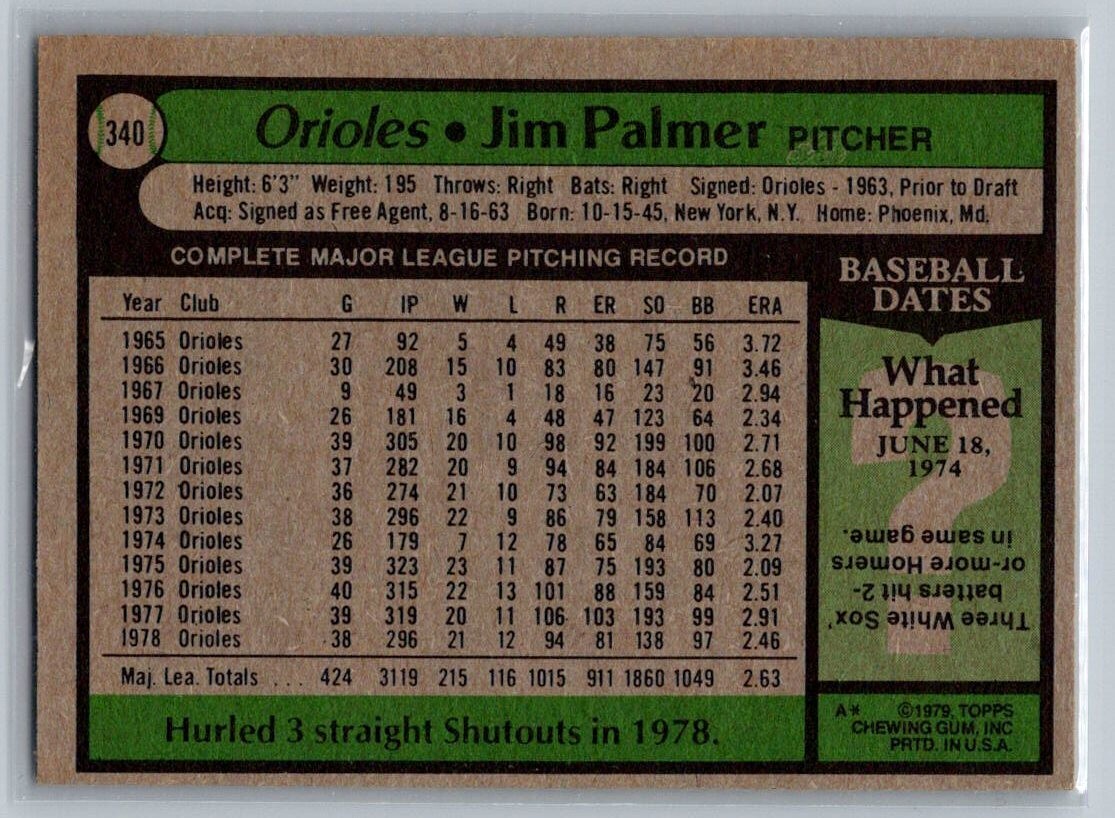 340
Orioles • Jim Palmer PITCHER
Height: 6'3" Weight: 195 Throws: Right Bats: Right Signed: Orioles - 1963, Prior to Draft
Acq: Signed as Free Agent, 8-16-63 Born: 10-15-45, New York, N.Y. Home: Phoenix, Md.
COMPLETE MAJOR LEAGUE PITCHING RECORD
Year Club G IP W L R ER SO BB ERA
1965 Orioles 27 92 5 4 49 38 75 56 3.72
1966 Orioles 30 208 15 10 83 80 147 91 3.46
1967 Orioles 9 49 3 1 18 16 23 20 2.94
1969 Orioles 26 181 16 4 48 47 123 64 2.34
1970 Orioles 39 305 20 10 98 92 199 100 2.71
1971 Orioles 37 282 20 9 94 84 184 106 2.68
1972 Orioles 36 274 21 10 73 63 184 70 2.07
1973 Orioles 38 296 22 9 86 79 158 113 2.40
1974 Orioles 26 179 7 12 78 65 84 69 3.27
1975 Orioles 39 323 23 11 87 75 193 80 2.09
1976 Orioles 40 315 22 13 101 88 159 84 2.51
1977 Orioles 39 319 20 11 106 103 193 99 2.91
1978 Orioles 38 296 21 12 94 81 138 97 2.46
Maj. Lea. Totals ... 424 3119 215 116 1015 911 1860 1049 2.63
Hurled 3 straight Shutouts in 1978.
BASEBALL
DATES
?
What
Happened
JUNE 18,
1974
Three White Sox'
batters hit 2-
or-more Homers
in same game.
A* ©1979, TOPPS
CHEWING GUM, INC
PRTD. IN U.S.A.